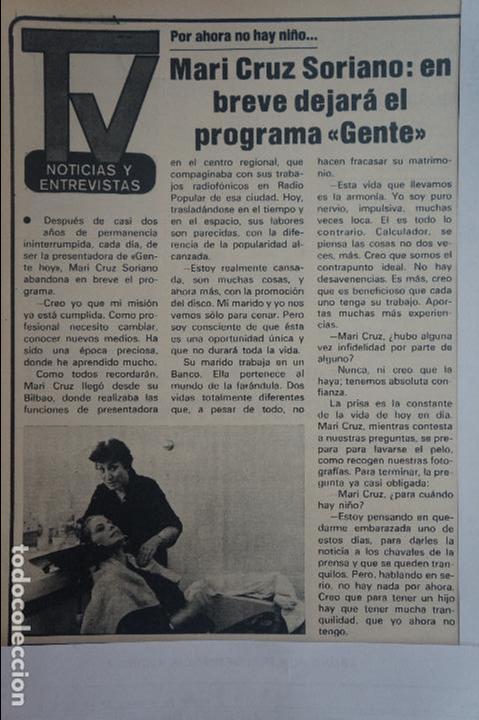 TV
NOTICIAS Y
ENTREVISTAS
Por ahora no hay niño...
Mari Cruz Soriano: en
breve dejará el
programa «Gente»
● Después de casi dos
años de permanencia
ininterrumpida, cada día, de
ser la presentadora de «Gen-
te hoy», Mari Cruz Soriano
abandona en breve el pro-
grama.
—Creo yo que mi misión
ya está cumplida. Como pro-
fesional necesito cambiar,
conocer nuevos medios. Ha
sido una época preciosa,
donde he aprendido mucho.
Como todos recordarán,
Mari Cruz llegó desde su
Bilbao, donde realizaba las
funciones de presentadora
en el centro regional, que
compaginaba con sus traba-
jos radiofónicos en Radio
Popular de esa ciudad. Hoy,
trasladándose en el tiempo y
en el espacio, sus labores
son parecidas, con la dife-
rencia de la popularidad al-
canzada.
—Estoy realmente cansa-
da, son muchas cosas, y
ahora más, con la promoción
del disco. Mi marido y yo nos
vemos sólo para cenar. Pero
soy consciente de que ésta
es una oportunidad única y
que no durará toda la vida.
Su marido trabaja en un
Banco. Ella pertenece al
mundo de la farándula. Dos
vidas totalmente diferentes
que, a pesar de todo, no
hacen fracasar su matrimo-
nio.
—Esta vida que llevamos
es la armonía. Yo soy puro
nervio, impulsiva, muchas
veces loca. El es todo lo
contrario. Calculador, se
piensa las cosas no dos ve-
ces, más. Creo que somos el
contrapunto ideal. No hay
desavenencias. Es más, creo
que es beneficioso que cada
uno tenga su trabajo. Apor-
tas muchas más experien-
cias.
—Mari Cruz, ¿hubo alguna
vez infidelidad por parte de
alguno?
Nunca, ni creo que la
haya; tenemos absoluta con-
fianza.
La prisa es la constante
de la vida de hoy en día.
Mari Cruz, mientras contesta
a nuestras preguntas, se pre-
para para lavarse el pelo,
como recogen nuestras foto-
grafías. Para terminar, la pre-
gunta ya casi obligada:
Mari Cruz, ¿para cuándo
hay niño?
—Estoy pensando en que-
darme embarazado uno de
estos días, para darles la
noticia a los chavales de la
prensa y que se queden tran-
quilos. Pero, hablando en se-
rio, no hay nada por ahora.
Creo que para tener un hijo
hay que tener mucha tran-
quilidad, que yo ahora no
tengo.
todocoleccion